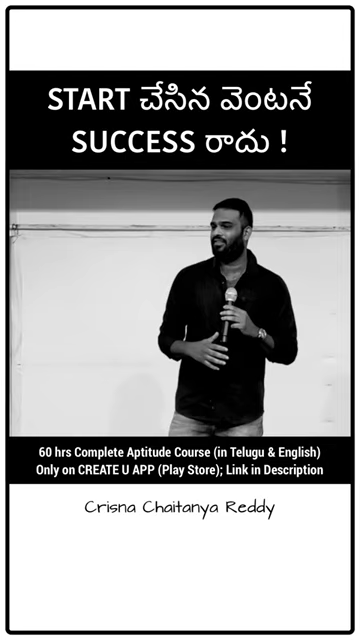 START చేసిన వెంటనే
SUCCESS రాదు !
60 hrs Complete Aptitude Course (in Telugu & English)
Only on CREATE U APP (Play Store); Link in Description
Crisna Chaitanya Reddy